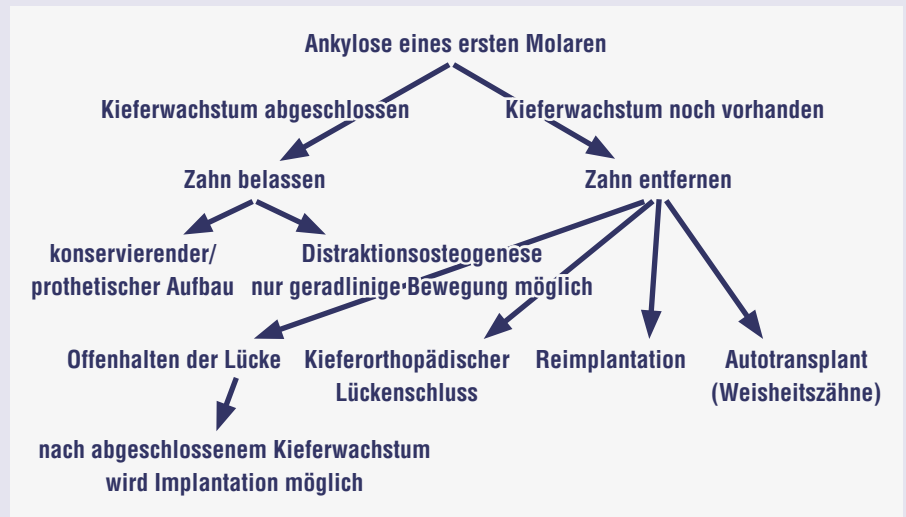 Ankylose eines ersten Molaren
Kieferwachstum abgeschlossen
Kieferwachstum noch vorhanden
Zahn belassen
Zahn entfernen
konservierender/
prothetischer Aufbau
Distraktionsosteogenese
nur geradlinige Bewegung möglich
Offenhalten der Lücke
Kieferorthopädischer
Lückenschluss
Reimplantation
Autotransplant
(Weisheitszähne)
nach abgeschlossenem Kieferwachstum
wird Implantation möglich